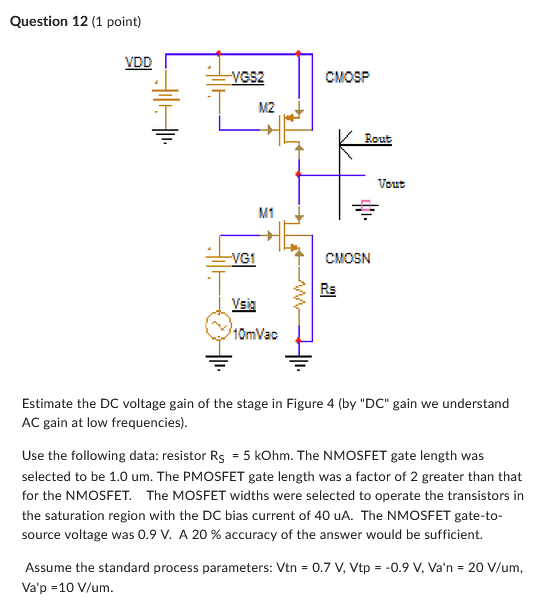 Question 12 (1 point)
VDD
VGS2
CMOSP
M2
Rout
Vout
M1
VG1
CMOSN
Rs
Vsig
10mVac
Estimate the DC voltage gain of the stage in Figure 4 (by "DC" gain we understand
AC gain at low frequencies).
Use the following data: resistor RS = 5 kOhm. The NMOSFET gate length was
selected to be 1.0 um. The PMOSFET gate length was a factor of 2 greater than that
for the NMOSFET. The MOSFET widths were selected to operate the transistors in
the saturation region with the DC bias current of 40 uA. The NMOSFET gate-to-
source voltage was 0.9 V. A 20 % accuracy of the answer would be sufficient.
Assume the standard process parameters: Vtn = 0.7 V, Vtp = -0.9 V, Va'n = 20 V/um,
Va'p =10 V/um.